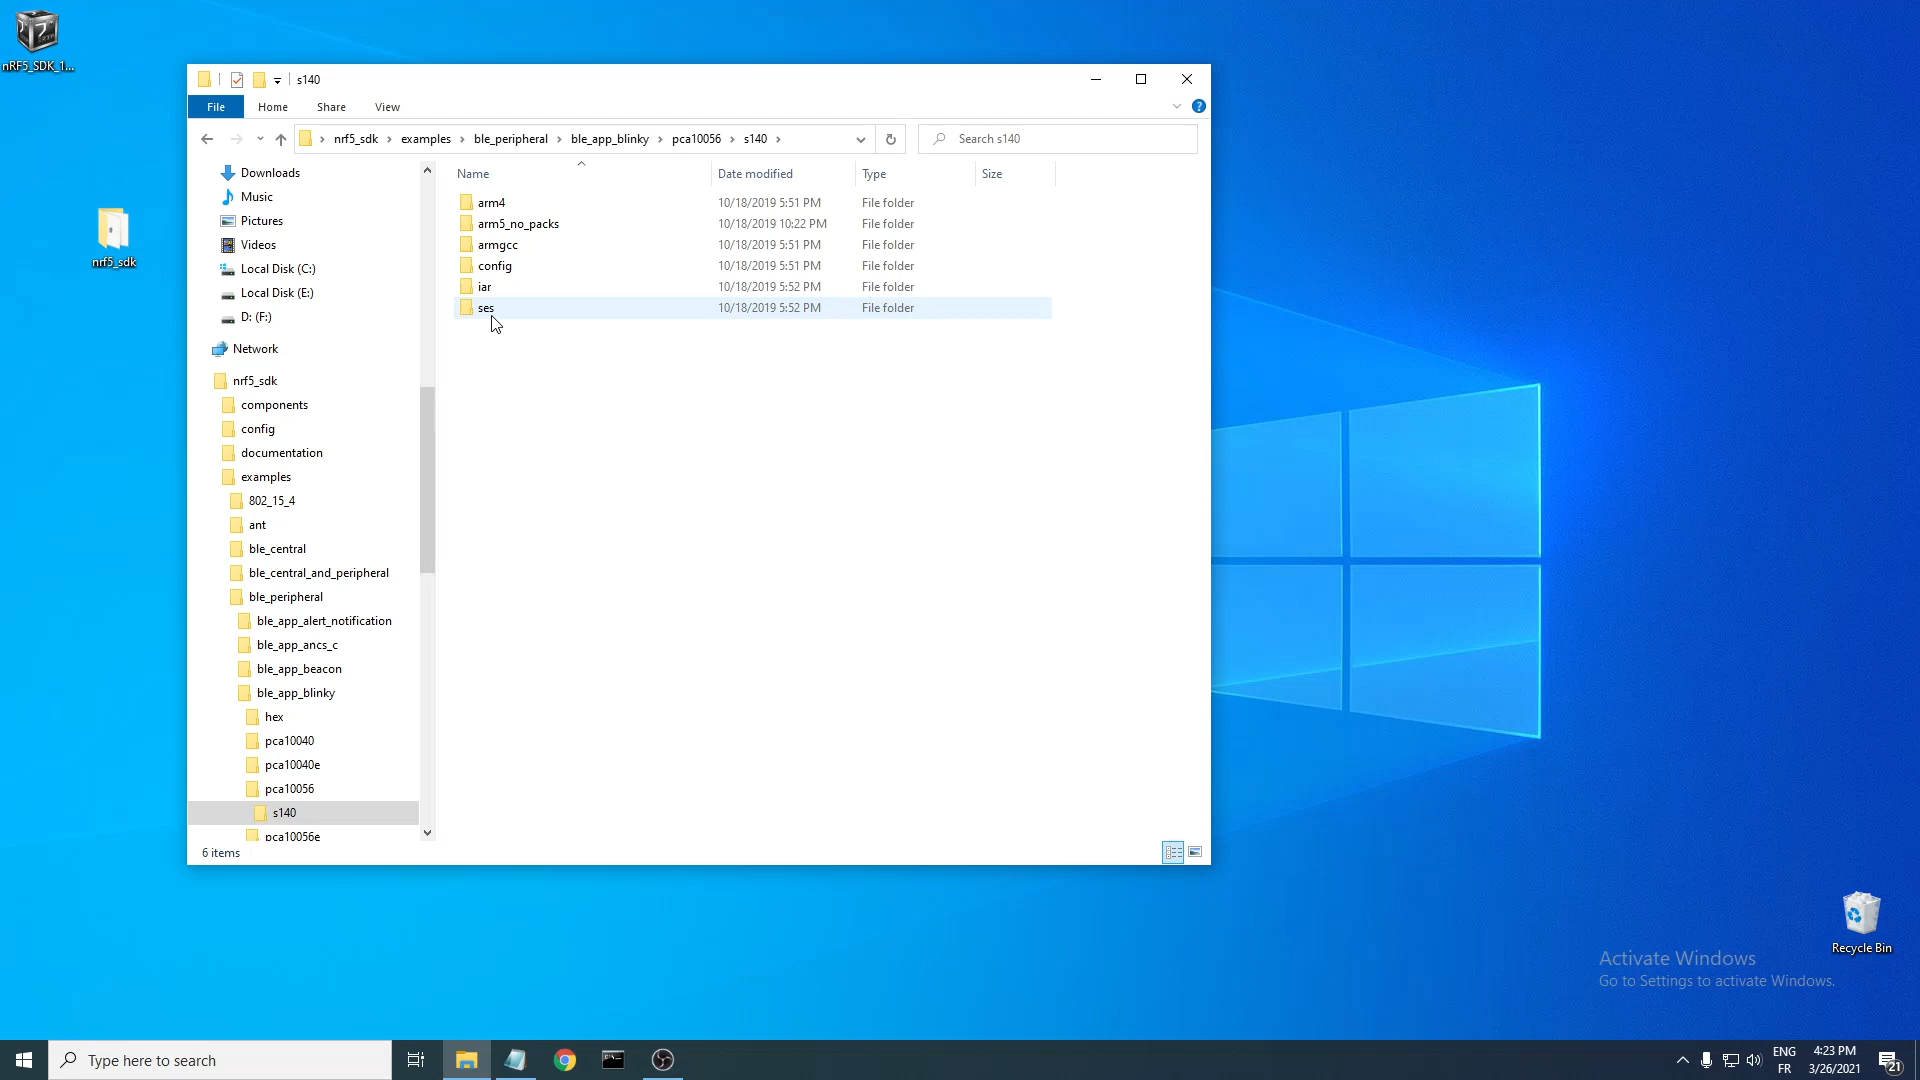 nRF5_SDK_1...
nrf5_sdk
s140
File
Home
Share
View
nrf5_sdk
examples
ble_peripheral
ble_app_blinky
pca10056
s140
Search s140
Downloads
Music
Pictures
Videos
Local Disk (C:)
Local Disk (E:)
D: (F:)
Network
nrf5_sdk
components
config
documentation
examples
802_15_4
ant
ble_central
ble_central_and_peripheral
ble_peripheral
ble_app_alert_notification
ble_app_ancs_c
ble_app_beacon
ble_app_blinky
hex
pca10040
pca10040e
pca10056
s140
pca10056e
Name Date modified Type Size
arm4 10/18/2019 5:51 PM File folder
arm5_no_packs 10/18/2019 10:22 PM File folder
armgcc 10/18/2019 5:51 PM File folder
config 10/18/2019 5:51 PM File folder
iar 10/18/2019 5:52 PM File folder
ses 10/18/2019 5:52 PM File folder
6 items
Recycle Bin
Activate Windows
Go to Settings to activate Windows.
Type here to search
ENG
FR
4:23 PM
3/26/2021
21